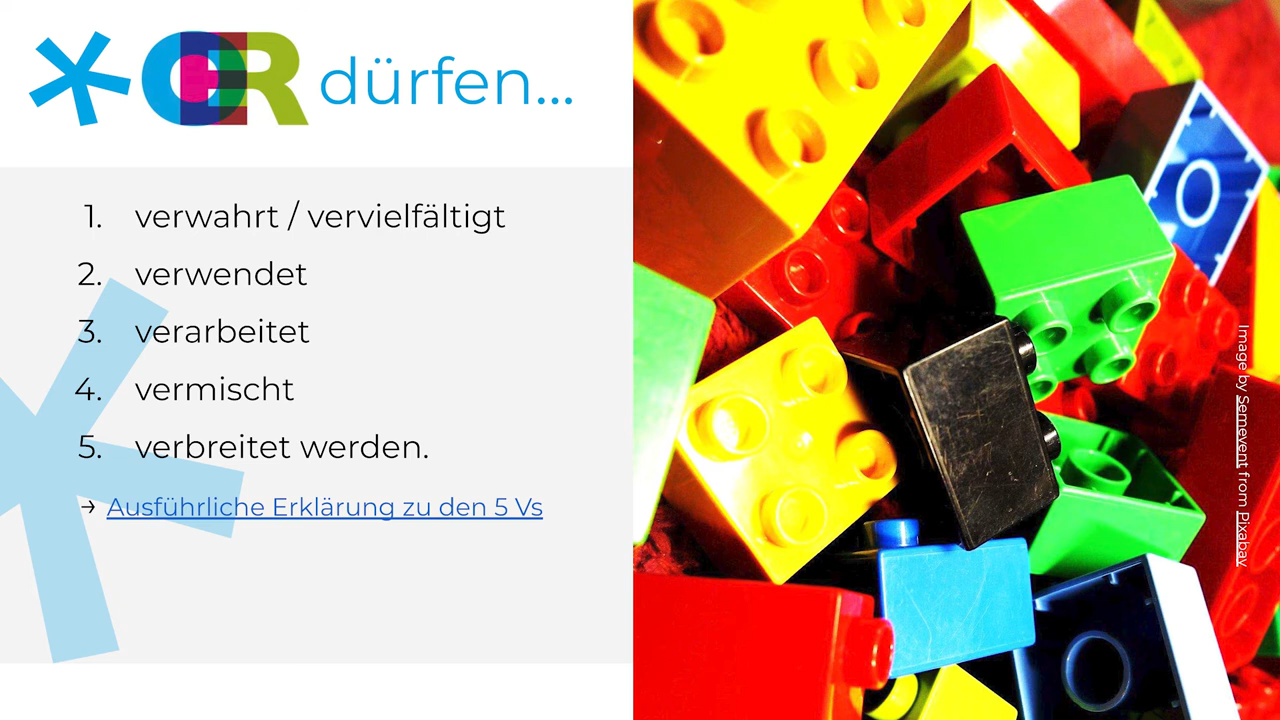 OER dürfen...
1. verwahrt / vervielfältigt
2. verwendet
3. verarbeitet
4. vermischt
5. verbreitet werden.
→ Ausführliche Erklärung zu den 5 Vs
Image by Semevent from Pixabay